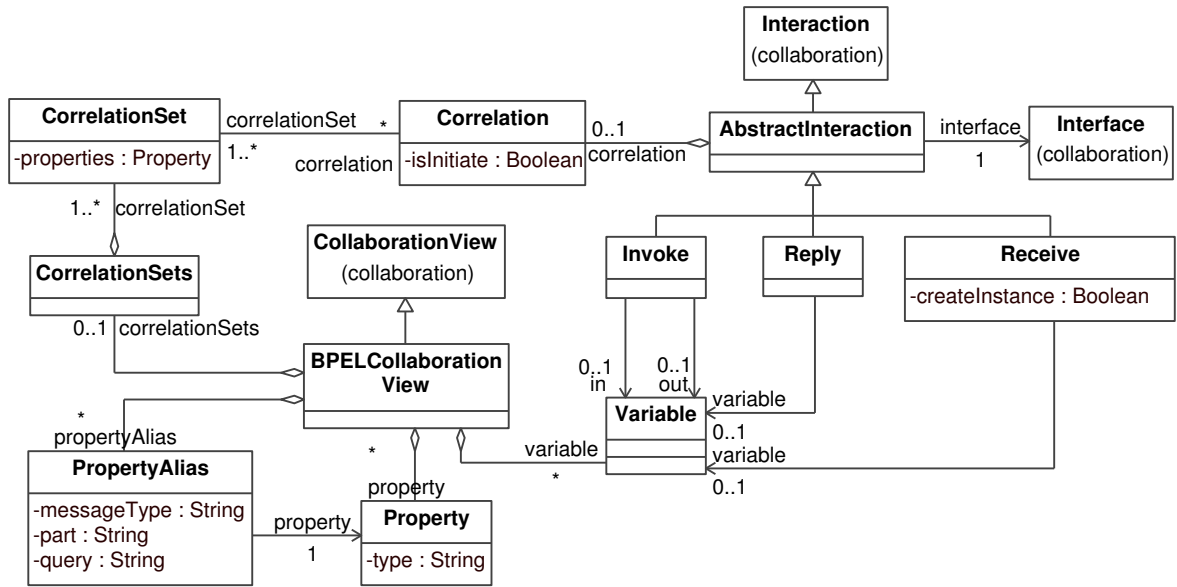 Interaction
(collaboration)
CorrelationSet
-properties : Property
correlationSet
*
1..*
correlation
Correlation
-isInitiate : Boolean
0..1
correlation
AbstractInteraction
interface
1
Interface
(collaboration)
1..* correlationSet
CorrelationSets
0..1 correlationSets
CollaborationView
(collaboration)
Invoke
Reply
Receive
-createInstance : Boolean
BPELCollaboration
View
0..1
in
0..1
out
Variable
variable
0..1
variable
0..1
*
propertyAlias
PropertyAlias
-messageType : String
-part : String
-query : String
*
property
variable
*
property
1
Property
-type : String